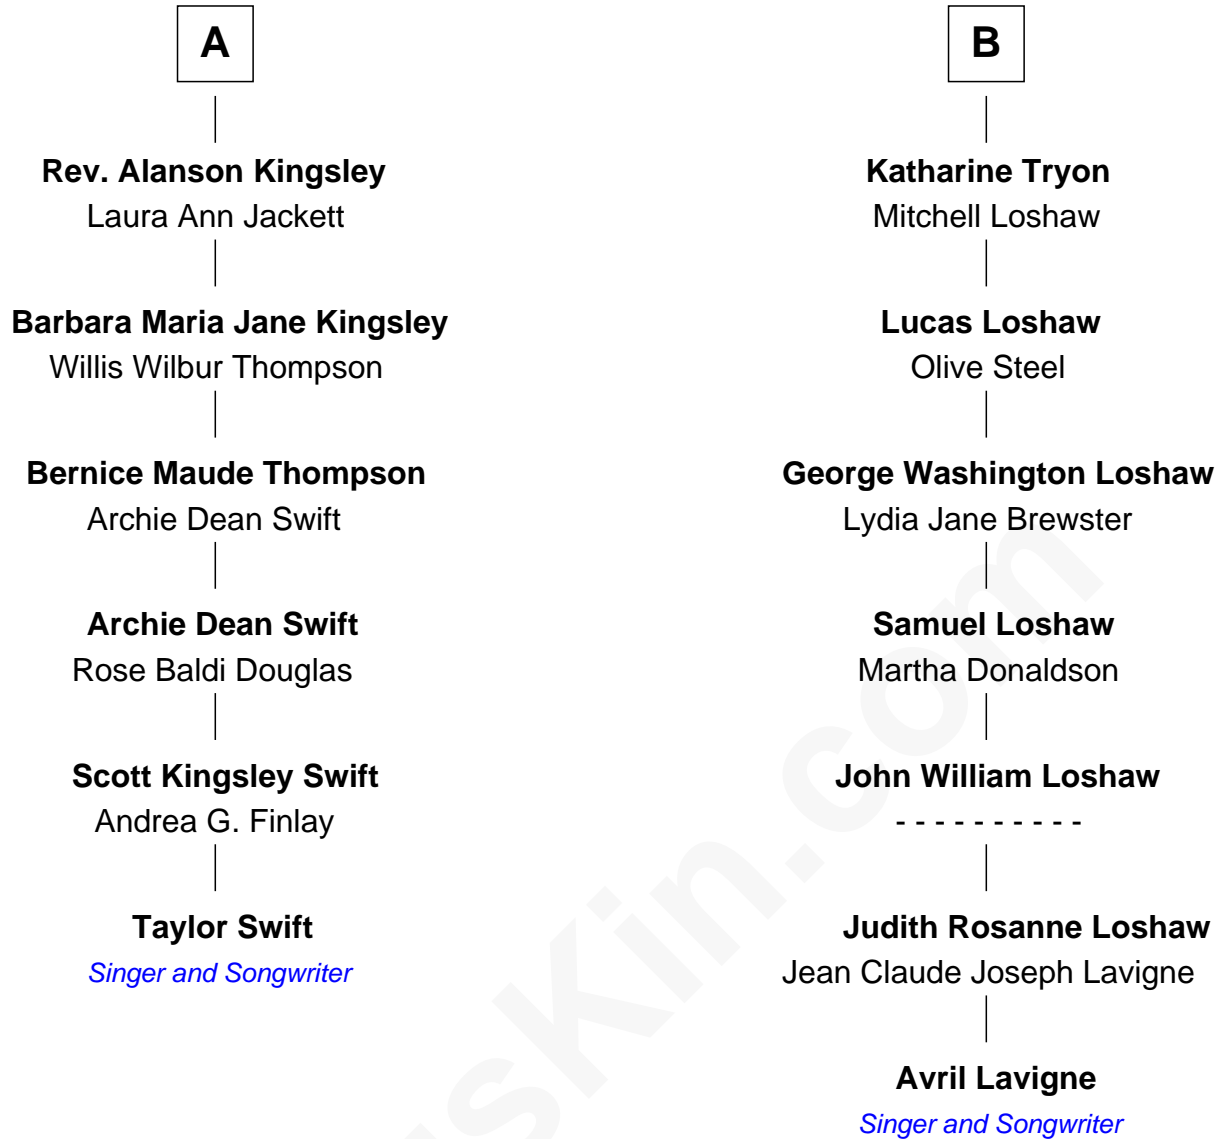 A
Rev. Alanson Kingsley
Laura Ann Jackett
Barbara Maria Jane Kingsley
Willis Wilbur Thompson
Bernice Maude Thompson
Archie Dean Swift
Archie Dean Swift
Rose Baldi Douglas
Scott Kingsley Swift
Andrea G. Finlay
Taylor Swift
Singer and Songwriter
B
Katharine Tryon
Mitchell Loshaw
Lucas Loshaw
Olive Steel
George Washington Loshaw
Lydia Jane Brewster
Samuel Loshaw
Martha Donaldson
John William Loshaw
- - - - - - - - - -
Judith Rosanne Loshaw
Jean Claude Joseph Lavigne
Avril Lavigne
Singer and Songwriter